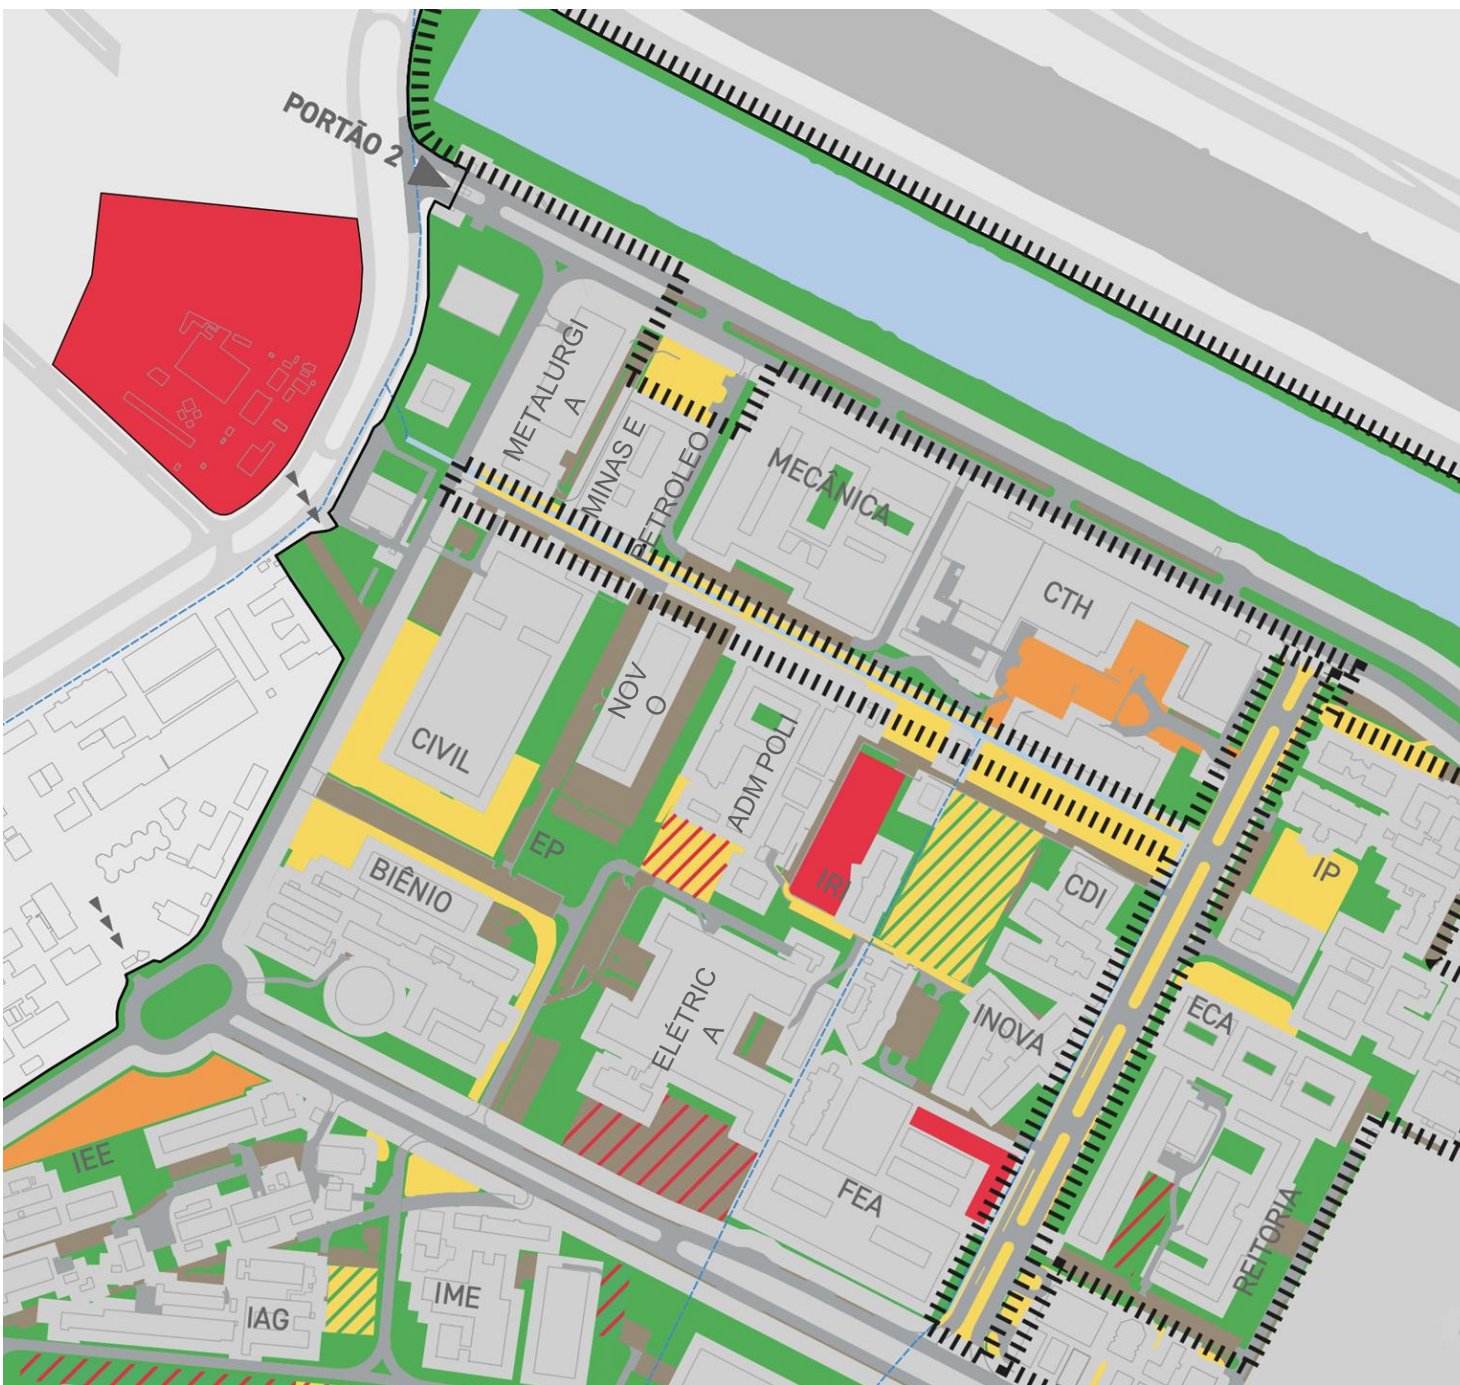 PORTÃO 2
METALURGI
A
MINAS E
PETROLEO
MECÂNICA
CTH
NOV
O
CIVIL
ADM POLI
EP
BIÊNIO
IRI
CDI
IP
ELÉTRIC
A
INOVA
ECA
IEE
FEA
REITORIA
IAG
IME